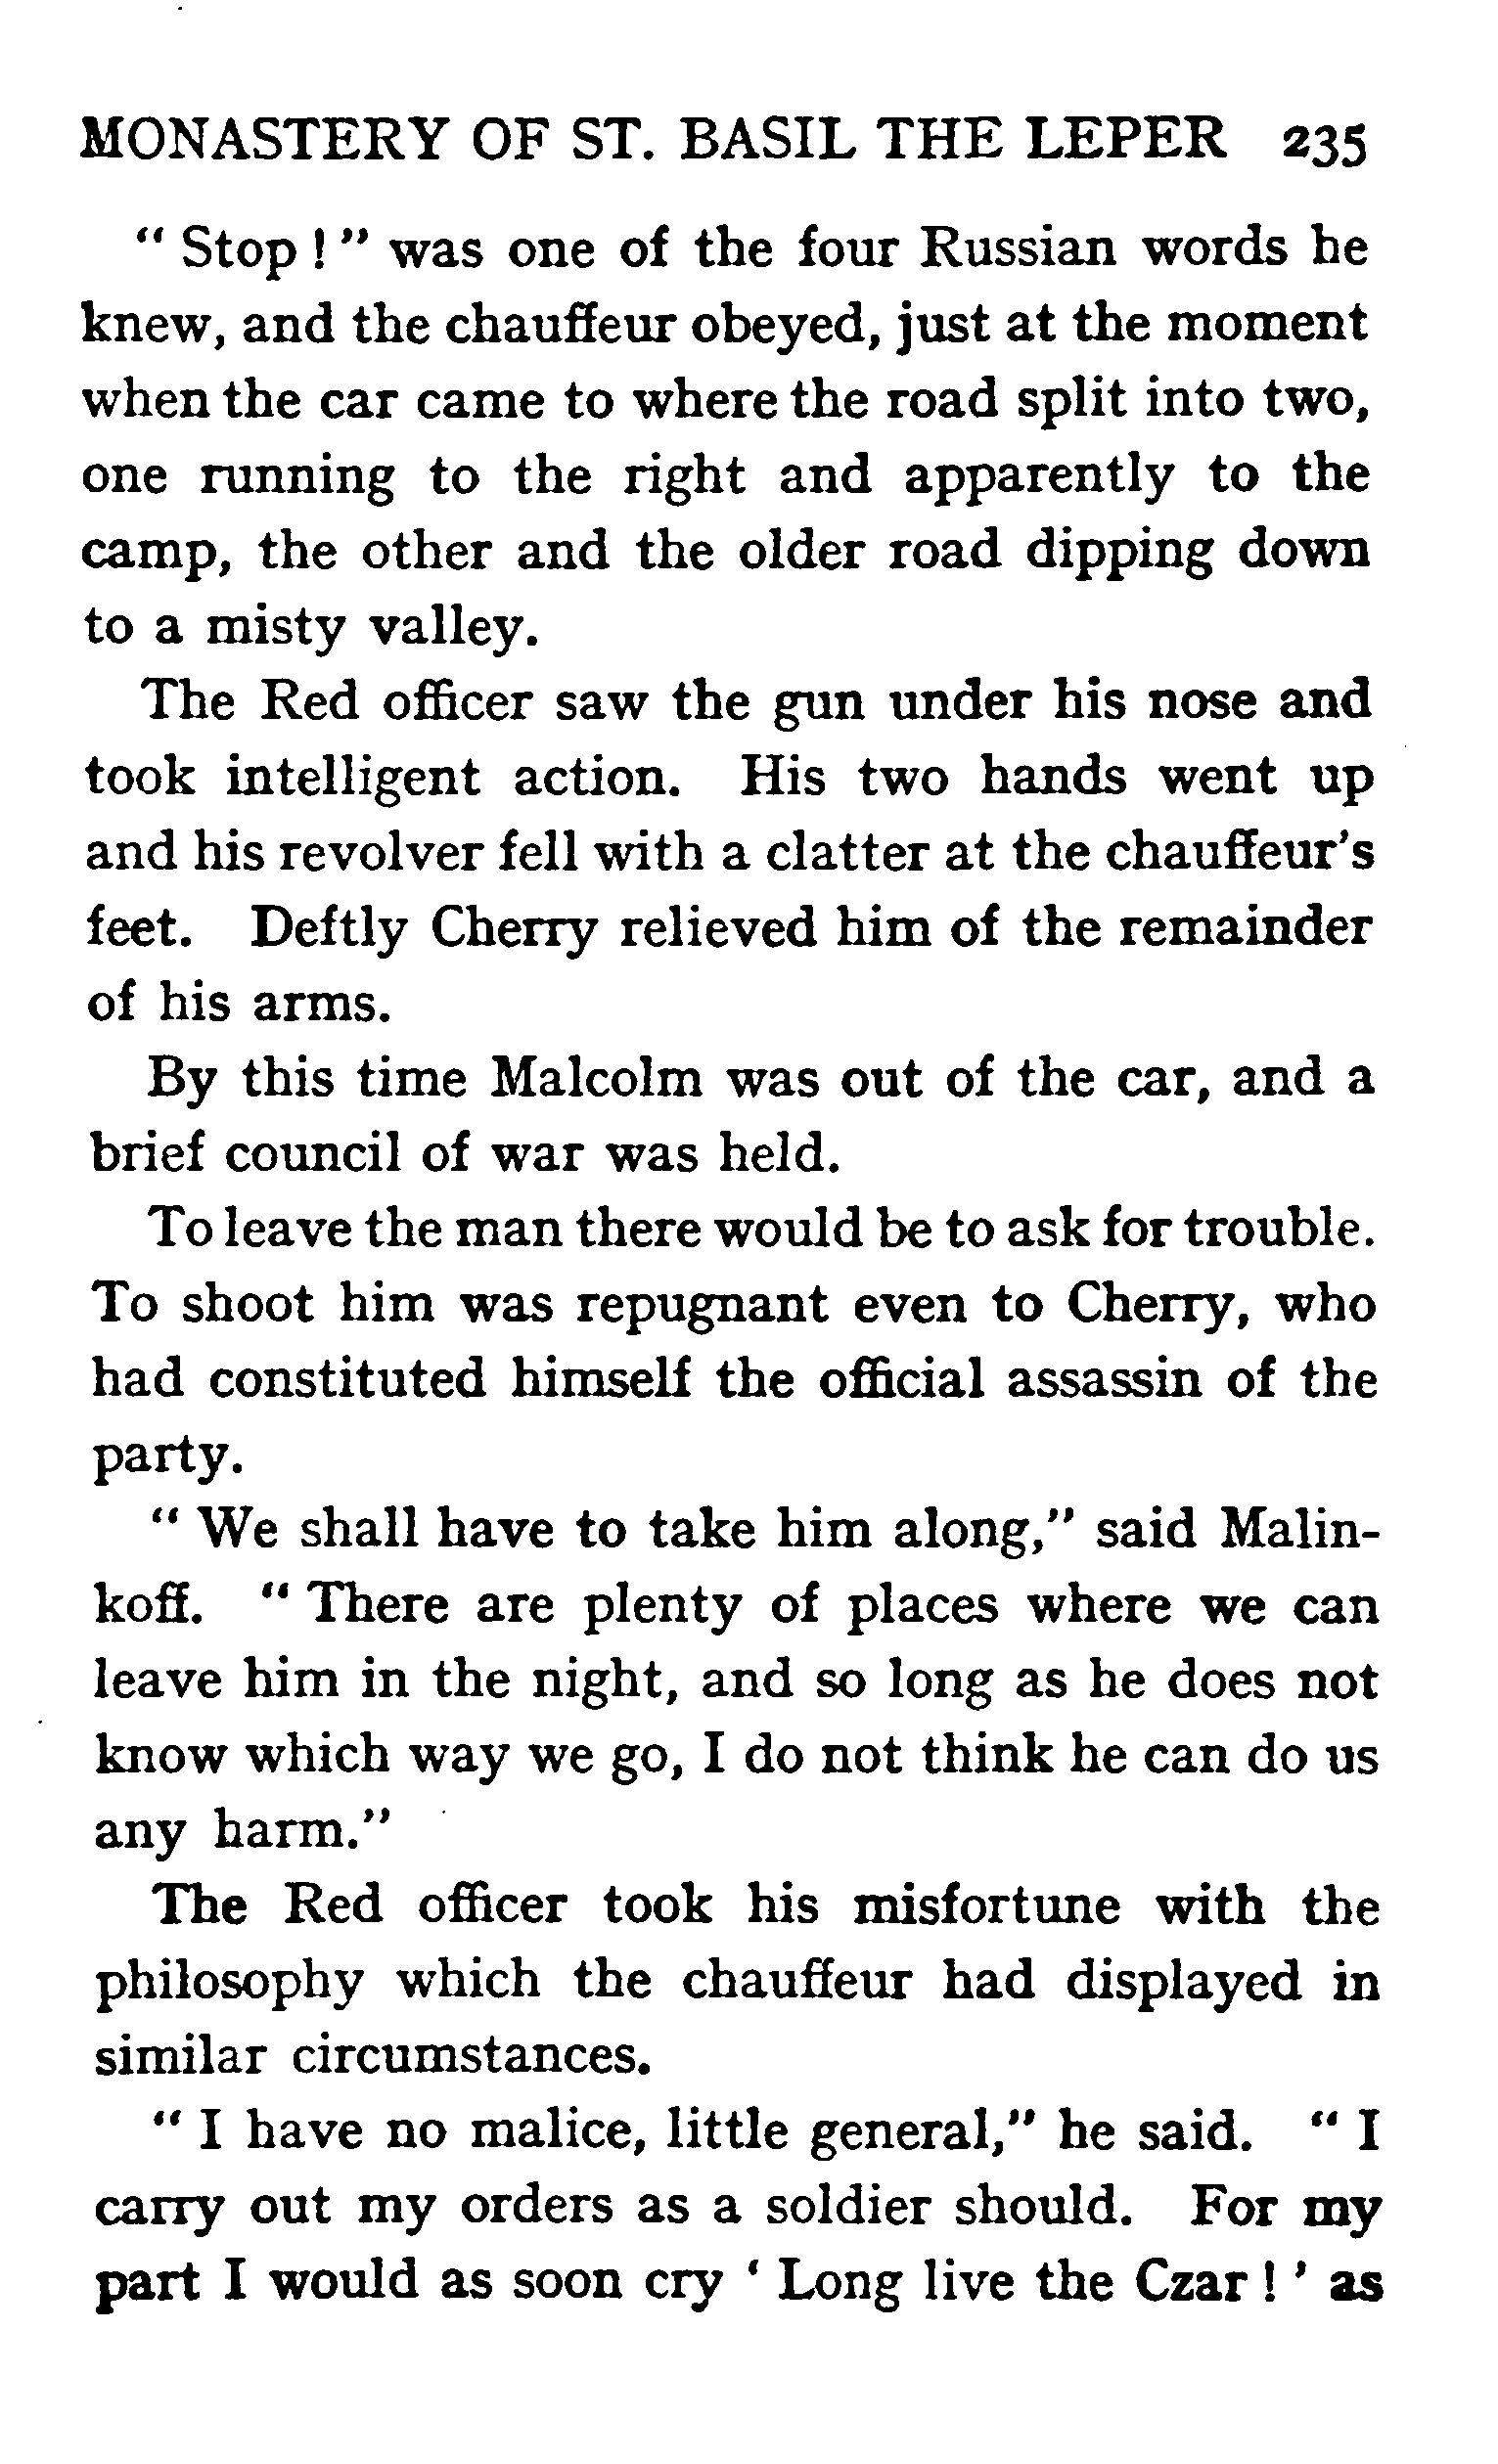 MONASTERY OF ST. BASIL THE LEPER 235
“ Stop ! ” was one of the four Russian words he
knew, and the chauffeur obeyed, just at the moment
when the car came to where the road split into two,
one running to the right and apparently to the
camp, the other and the older road dipping down
to a misty valley.
The Red officer saw the gun under his nose and
took intelligent action. His two hands went up
and his revolver fell with a clatter at the chauffeur's
feet. Deftly Cherry relieved him of the remainder
of his arms.
By this time Malcolm was out of the car, and a
brief council of war was held.
To leave the man there would be to ask for trouble.
To shoot him was repugnant even to Cherry, who
had constituted himself the official assassin of the
party.
“ We shall have to take him along,” said Malin-
koff. “ There are plenty of places where we can
leave him in the night, and so long as he does not
know which way we go, I do not think he can do us
any harm.”
The Red officer took his misfortune with the
philosophy which the chauffeur had displayed in
similar circumstances.
“ I have no malice, little general,” he said. “ I
carry out my orders as a soldier should. For my
part I would as soon cry ‘ Long live the Czar ! ’ as